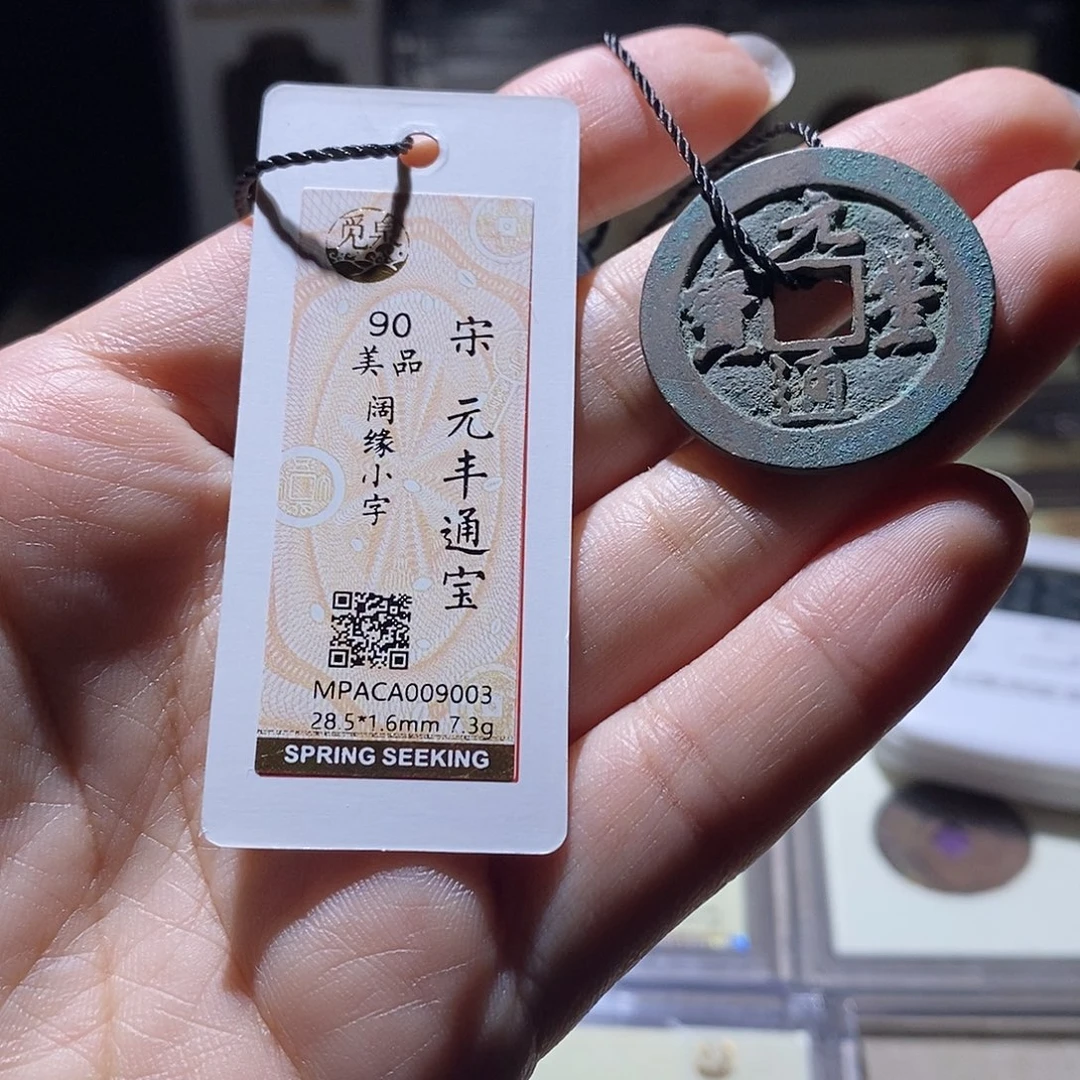 觅泉
90
美品
阔缘小字
宋 元丰通宝
MPACA009003
28.5*1.6mm 7.3g
SPRING SEEKING
元豐通寶